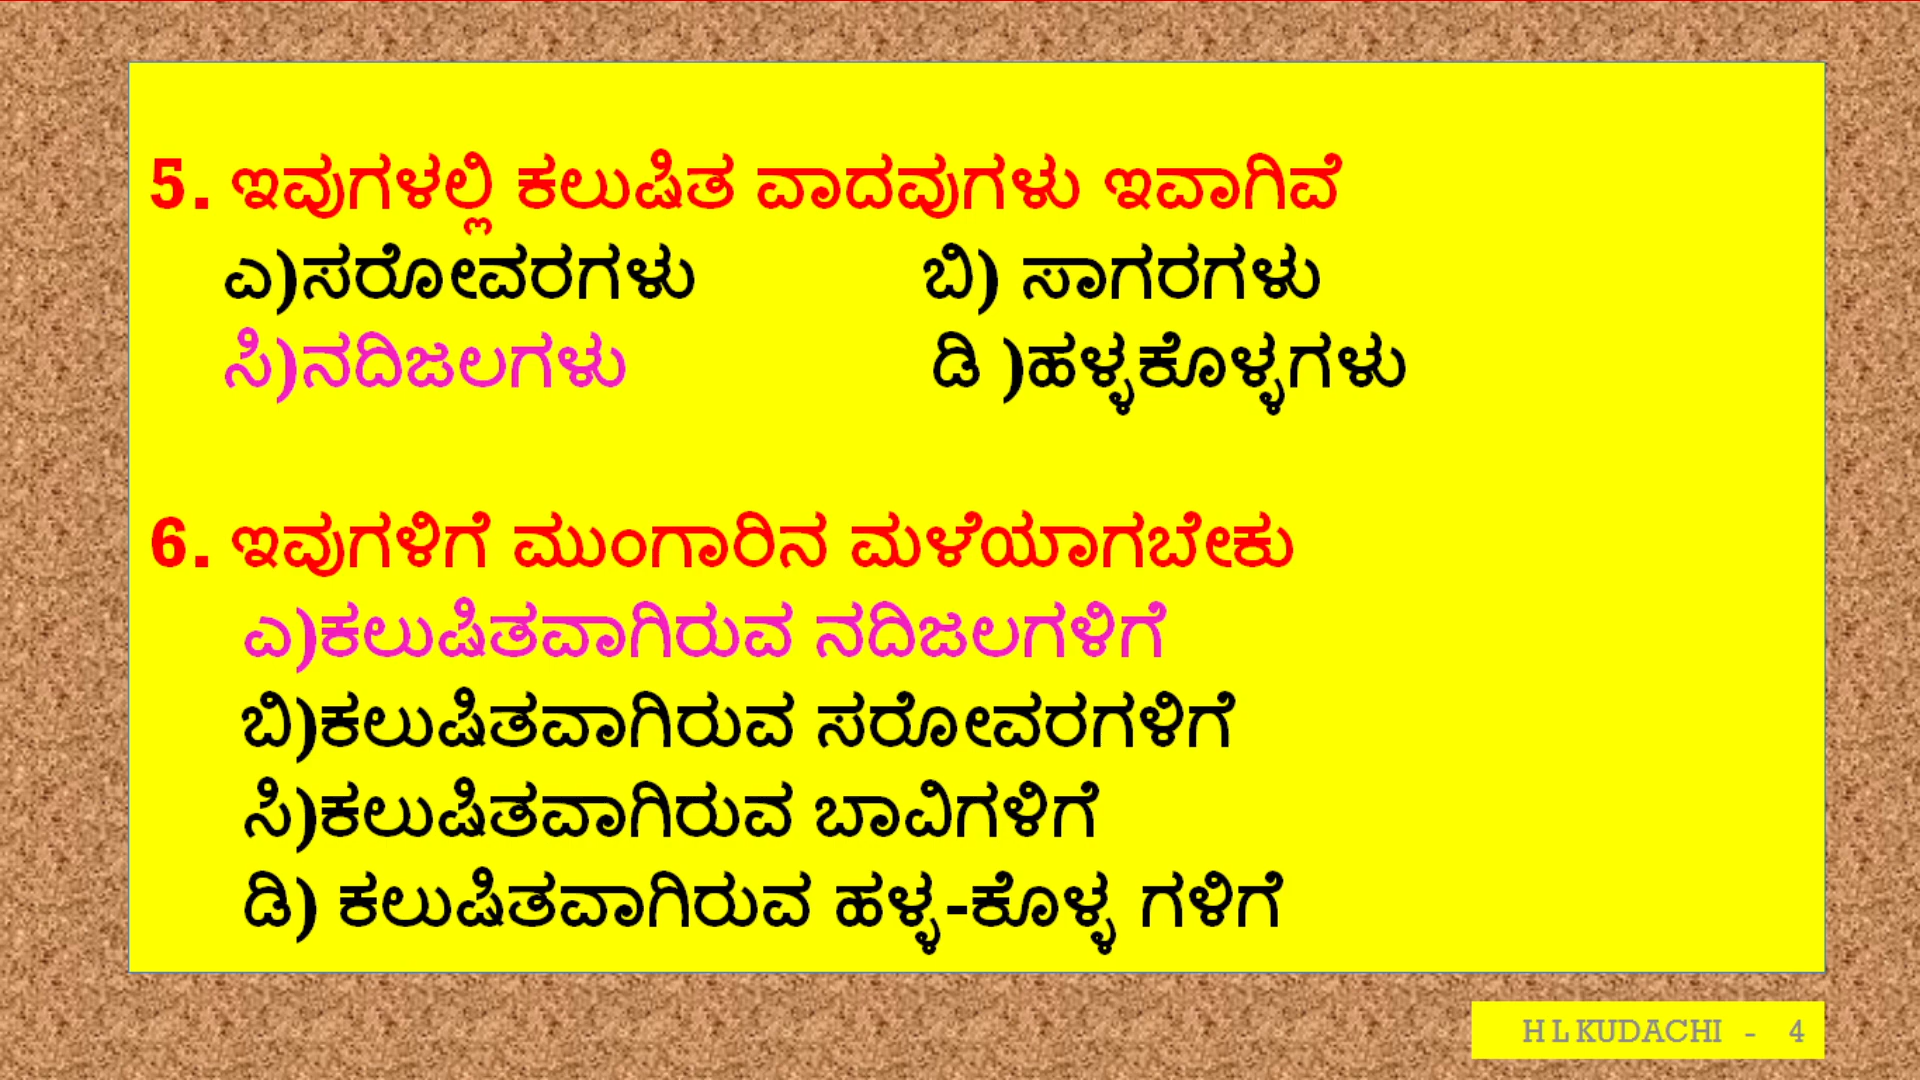 5. ಇವುಗಳಲ್ಲಿ ಕಲುಷಿತ ವಾದವುಗಳು ಇವಾಗಿವೆ
ಎ)ಸರೋವರಗಳು ಬಿ) ಸಾಗರಗಳು
ಸಿ)ನದಿಜಲಗಳು ಡಿ )ಹಳ್ಳಕೊಳ್ಳಗಳು
6. ಇವುಗಳಿಗೆ ಮುಂಗಾರಿನ ಮಳೆಯಾಗಬೇಕು
ಎ)ಕಲುಷಿತವಾಗಿರುವ ನದಿಜಲಗಳಿಗೆ
ಬಿ)ಕಲುಷಿತವಾಗಿರುವ ಸರೋವರಗಳಿಗೆ
ಸಿ)ಕಲುಷಿತವಾಗಿರುವ ಬಾವಿಗಳಿಗೆ
ಡಿ) ಕಲುಷಿತವಾಗಿರುವ ಹಳ್ಳ-ಕೊಳ್ಳ ಗಳಿಗೆ
H L KUDACHI - 4